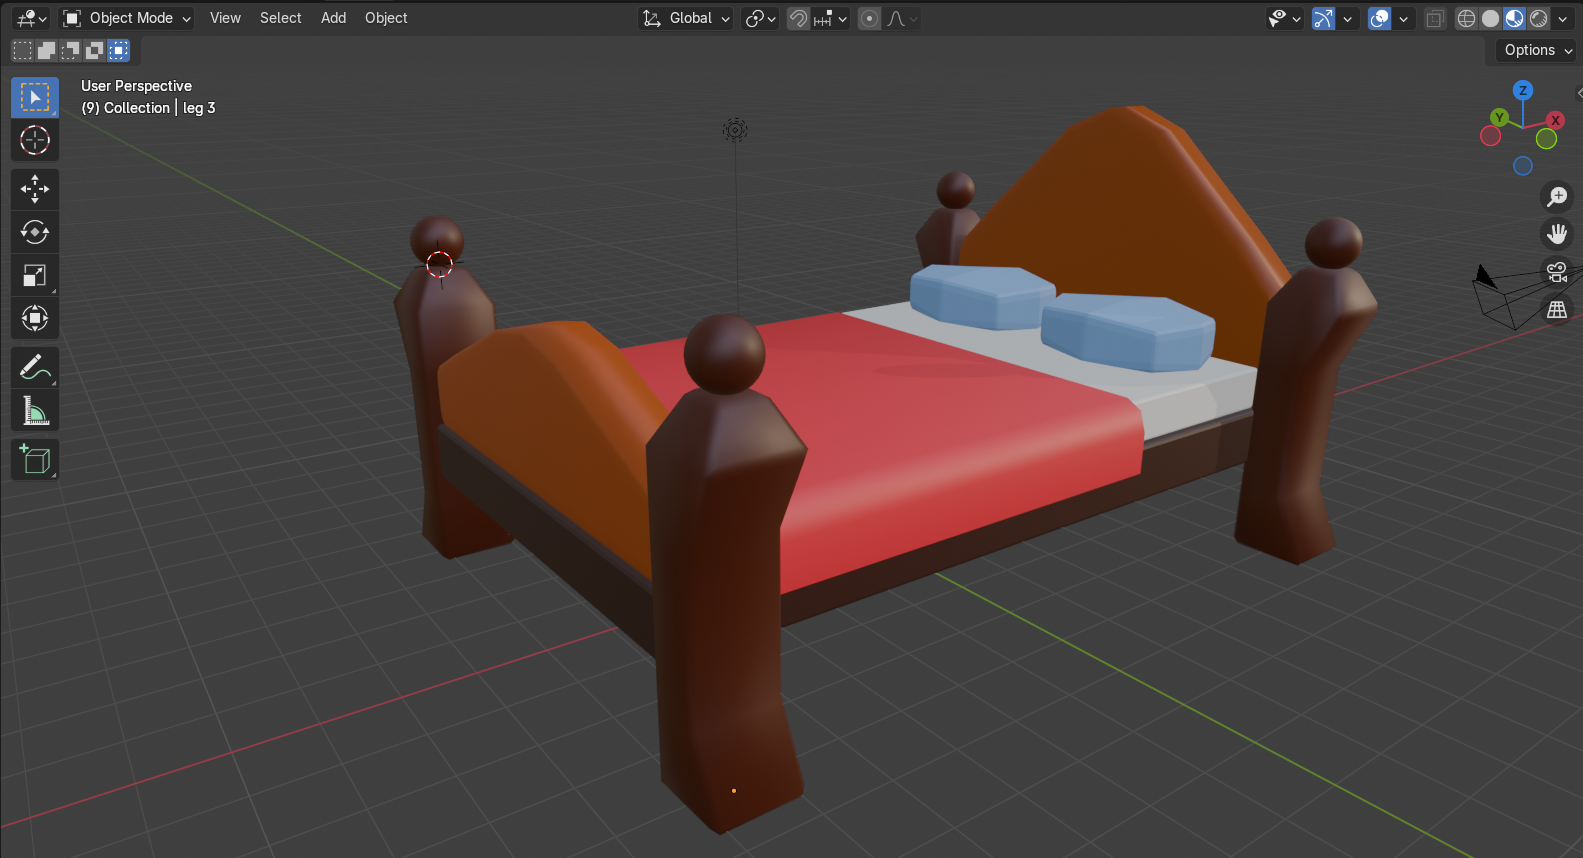 Object Mode View Select Add Object Global
Options
User Perspective
(9) Collection | leg 3
Z
Y X